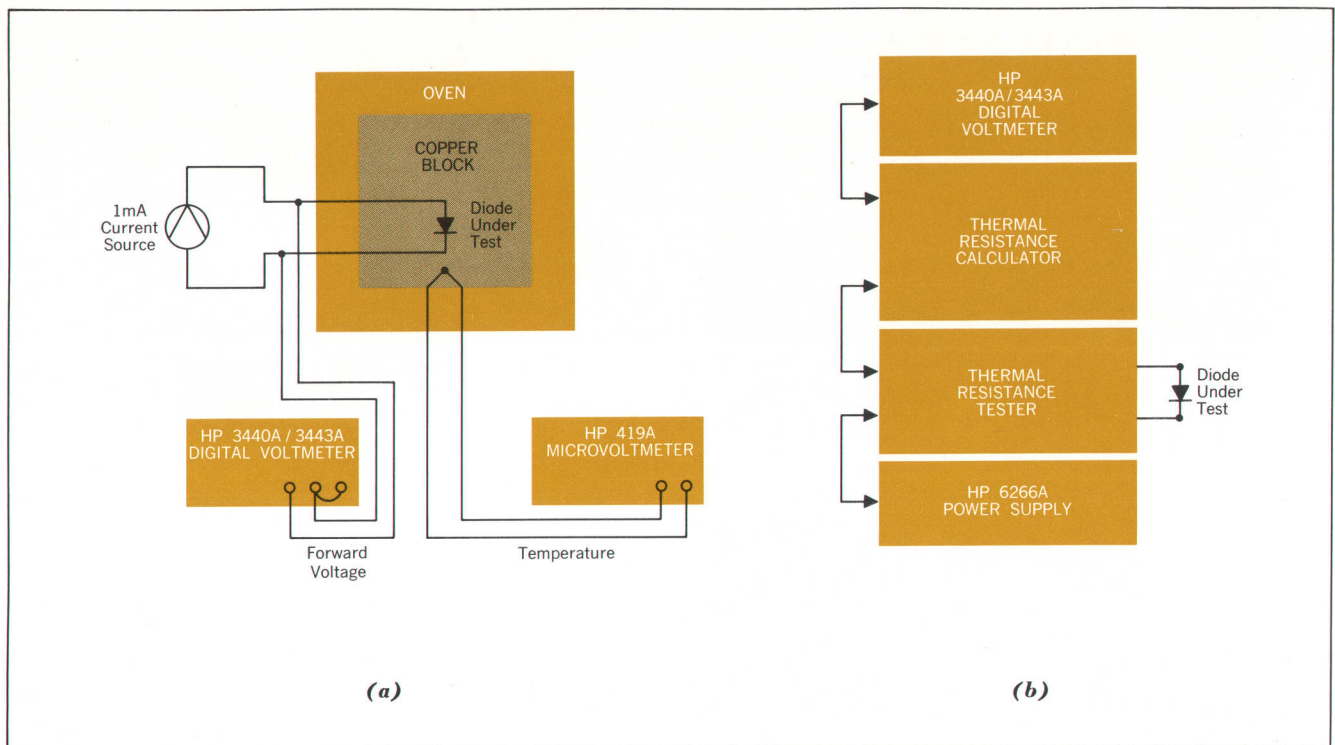 OVEN
COPPER
BLOCK
1mA
Current
Source
Diode
Under
Test
HP 3440A / 3443A
DIGITAL VOLTMETER
HP 419A
MICROVOLTMETER
Forward
Voltage
Temperature
(a)
HP
3440A/3443A
DIGITAL
VOLTMETER
THERMAL
RESISTANCE
CALCULATOR
THERMAL
RESISTANCE
TESTER
Diode
Under
Test
HP 6266A
POWER SUPPLY
(b)